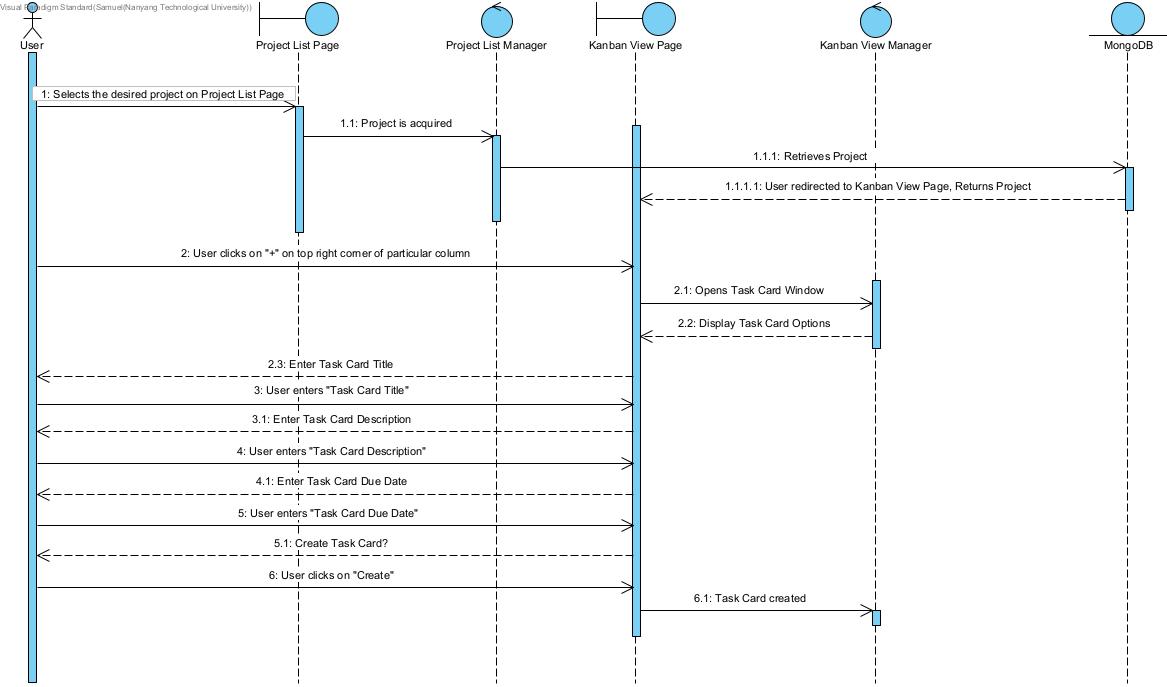 Visual Paradigm Standard(Samuel(Nanyang Technological University))
User
Project List Page
Project List Manager
Kanban View Page
Kanban View Manager
MongoDB
1: Selects the desired project on Project List Page
1.1: Project is acquired
1.1.1: Retrieves Project
1.1.1.1: User redirected to Kanban View Page, Returns Project
2: User clicks on "+" on top right corner of particular column
2.1: Opens Task Card Window
2.2: Display Task Card Options
2.3: Enter Task Card Title
3: User enters "Task Card Title"
3.1: Enter Task Card Description
4: User enters "Task Card Description"
4.1: Enter Task Card Due Date
5: User enters "Task Card Due Date"
5.1: Create Task Card?
6: User clicks on "Create"
6.1: Task Card created